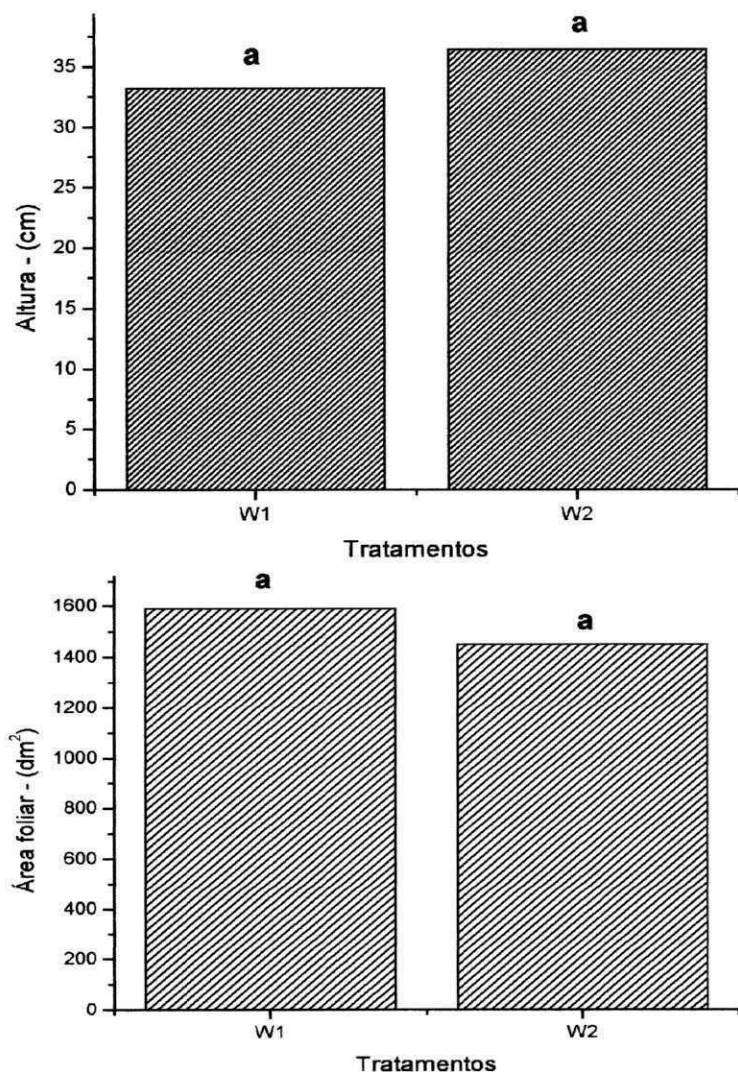 a a
35
30
25
20
15
10
5
0
Altura - (cm)
W1 W2
Tratamentos
a a
1600
1400
1200
1000
800
600
400
200
0
Área foliar - (dm²)
W1 W2
Tratamentos